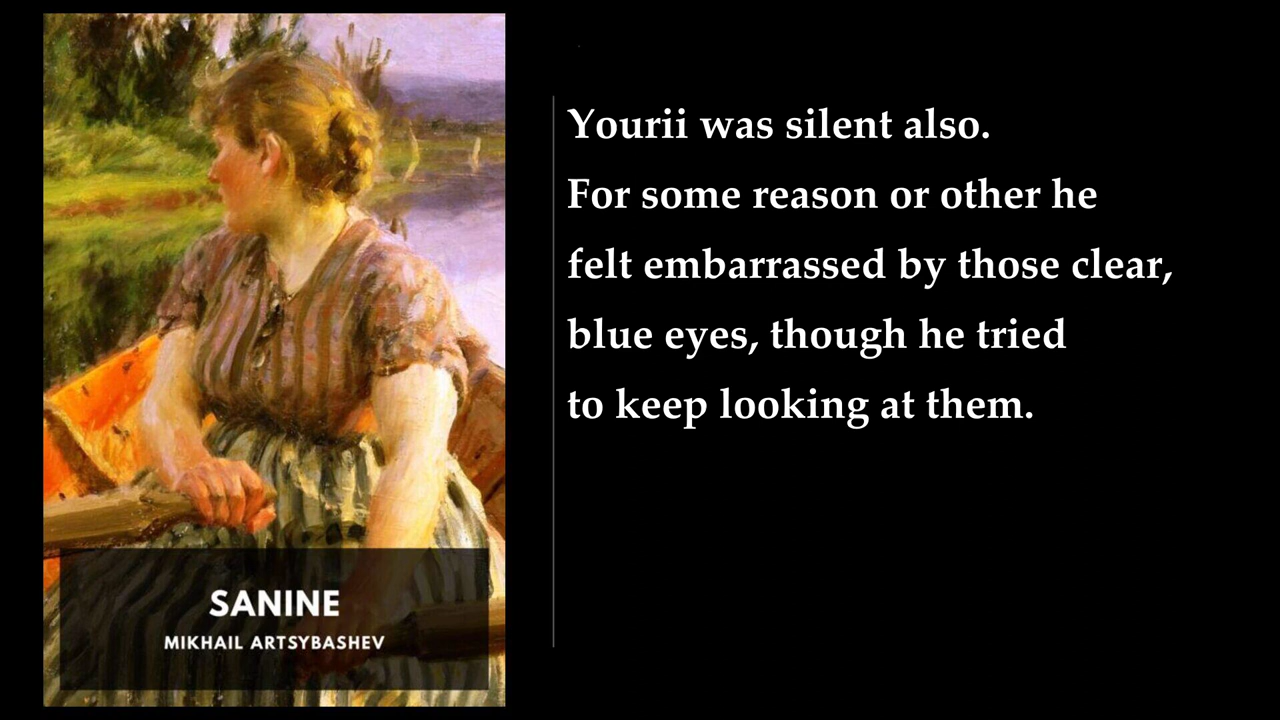 SANINE
MIKHAIL ARTSYBASHEV
Yourii was silent also.
For some reason or other he
felt embarrassed by those clear,
blue eyes, though he tried
to keep looking at them.